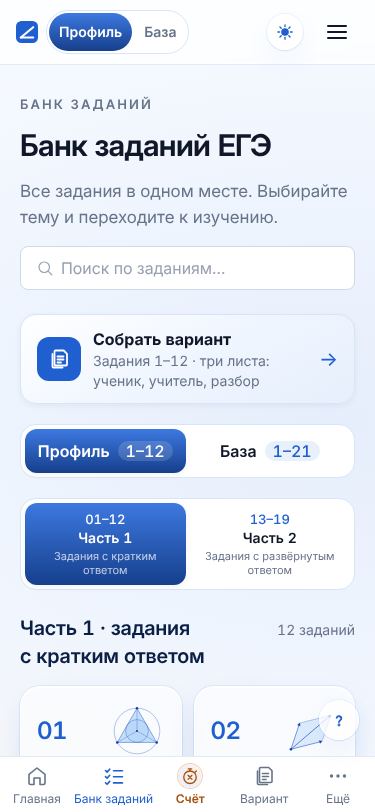 Профиль База
БАНК ЗАДАНИЙ
Банк заданий ЕГЭ
Все задания в одном месте. Выбирайте
тему и переходите к изучению.
Поиск по заданиям...
Собрать вариант
Задания 1–12 · три листа:
ученик, учитель, разбор
Профиль 1–12 База 1–21
01–12
Часть 1
Задания с кратким
ответом
13–19
Часть 2
Задания с развёрнутым
ответом
Часть 1 · задания
с кратким ответом
12 заданий
01
02
?
Главная
Банк заданий
Счёт
Вариант
Ещё